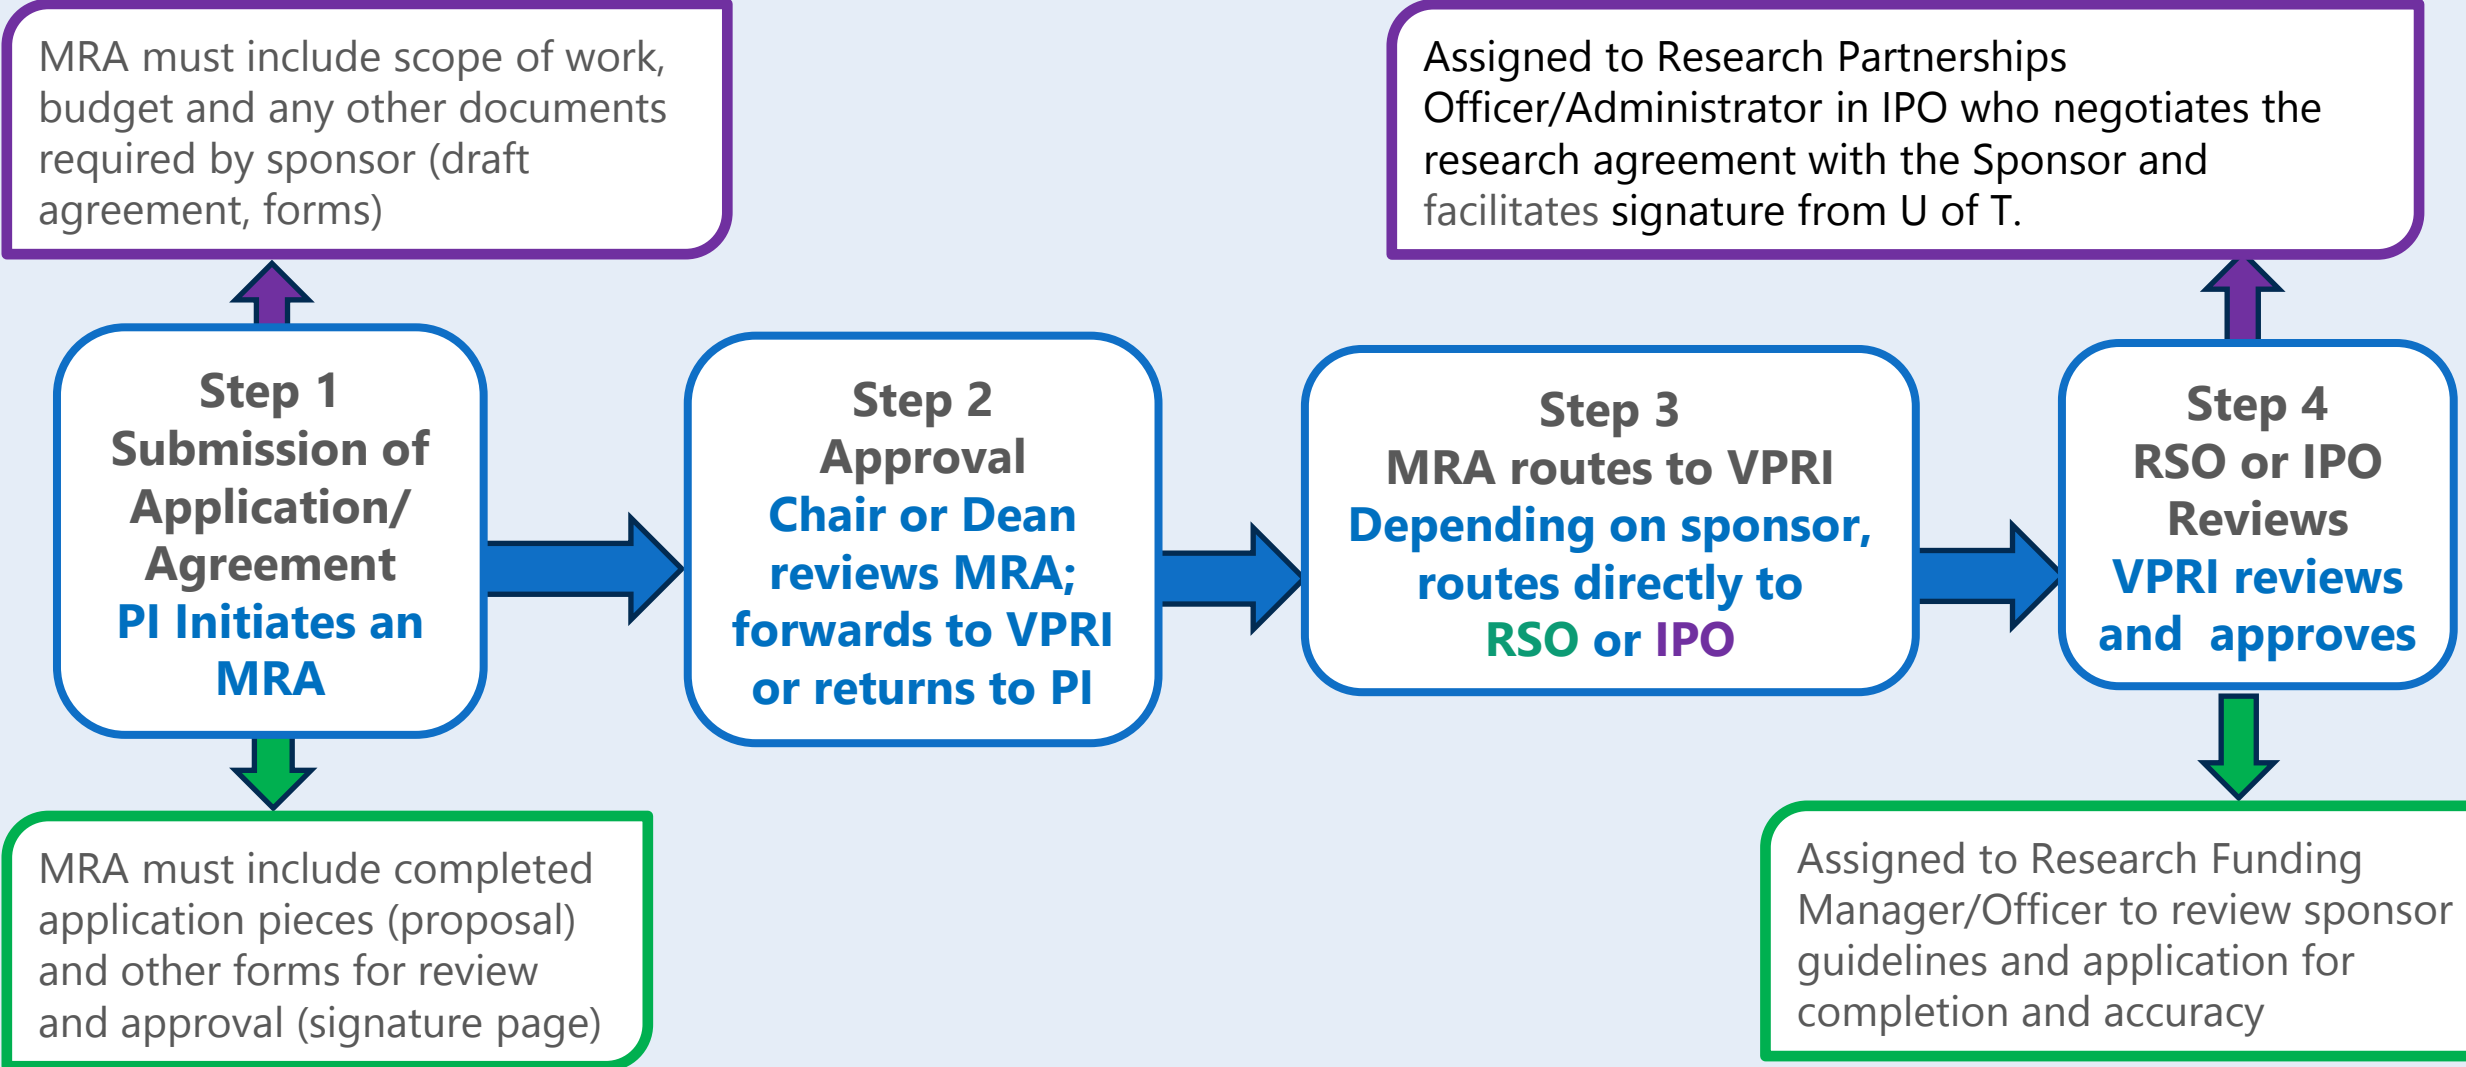 MRA must include scope of work,
budget and any other documents
required by sponsor (draft
agreement, forms)
Assigned to Research Partnerships
Officer/Administrator in IPO who negotiates the
research agreement with the Sponsor and
facilitates signature from U of T.
Step 1
Submission of
Application/
Agreement
PI Initiates an
MRA
Step 2
Approval
Chair or Dean
reviews MRA;
forwards to VPRI
or returns to PI
Step 3
MRA routes to VPRI
Depending on sponsor,
routes directly to
RSO or IPO
Step 4
RSO or IPO
Reviews
VPRI reviews
and approves
MRA must include completed
application pieces (proposal)
and other forms for review
and approval (signature page)
Assigned to Research Funding
Manager/Officer to review sponsor
guidelines and application for
completion and accuracy